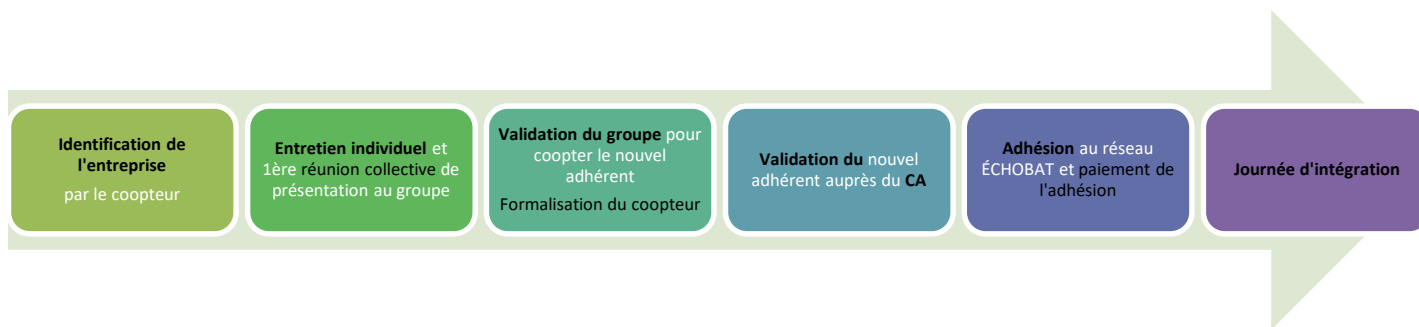 Identification de
l'entreprise
par le coopteur
Entretien individuel et
1ère réunion collective de
présentation au groupe
Validation du groupe pour
coopter le nouvel
adhérent
Formalisation du coopteur
Validation du nouvel
adhérent auprès du CA
Adhésion au réseau
ÉCHOBAT et paiement de
l'adhésion
Journée d'intégration